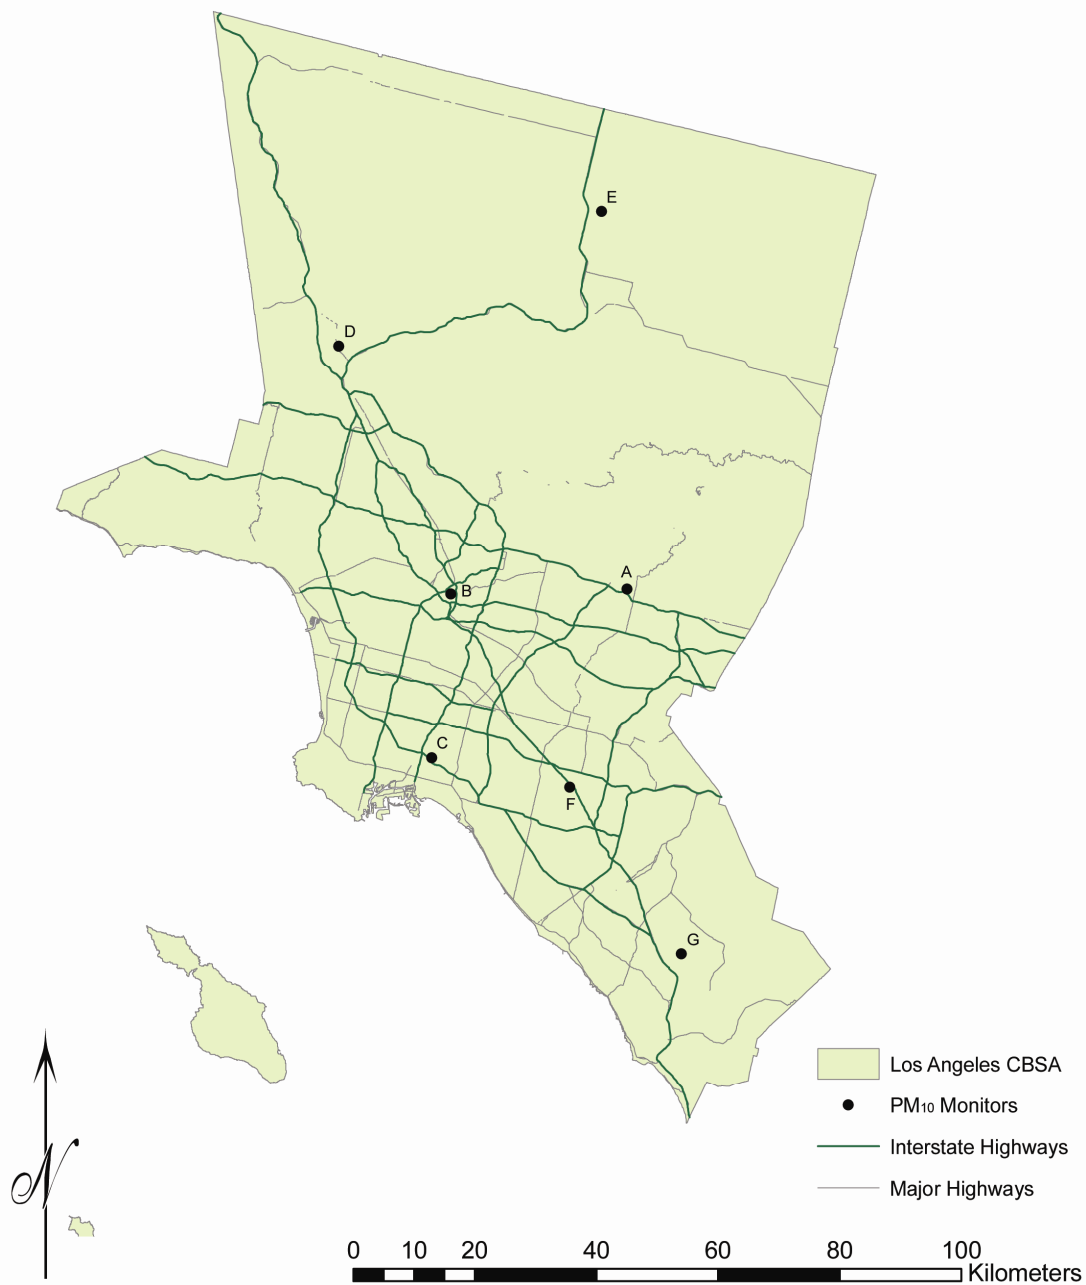 E
D
A
B
C
F
G
Los Angeles CBSA
PM10 Monitors
Interstate Highways
Major Highways
N
0 10 20 40 60 80 100
Kilometers